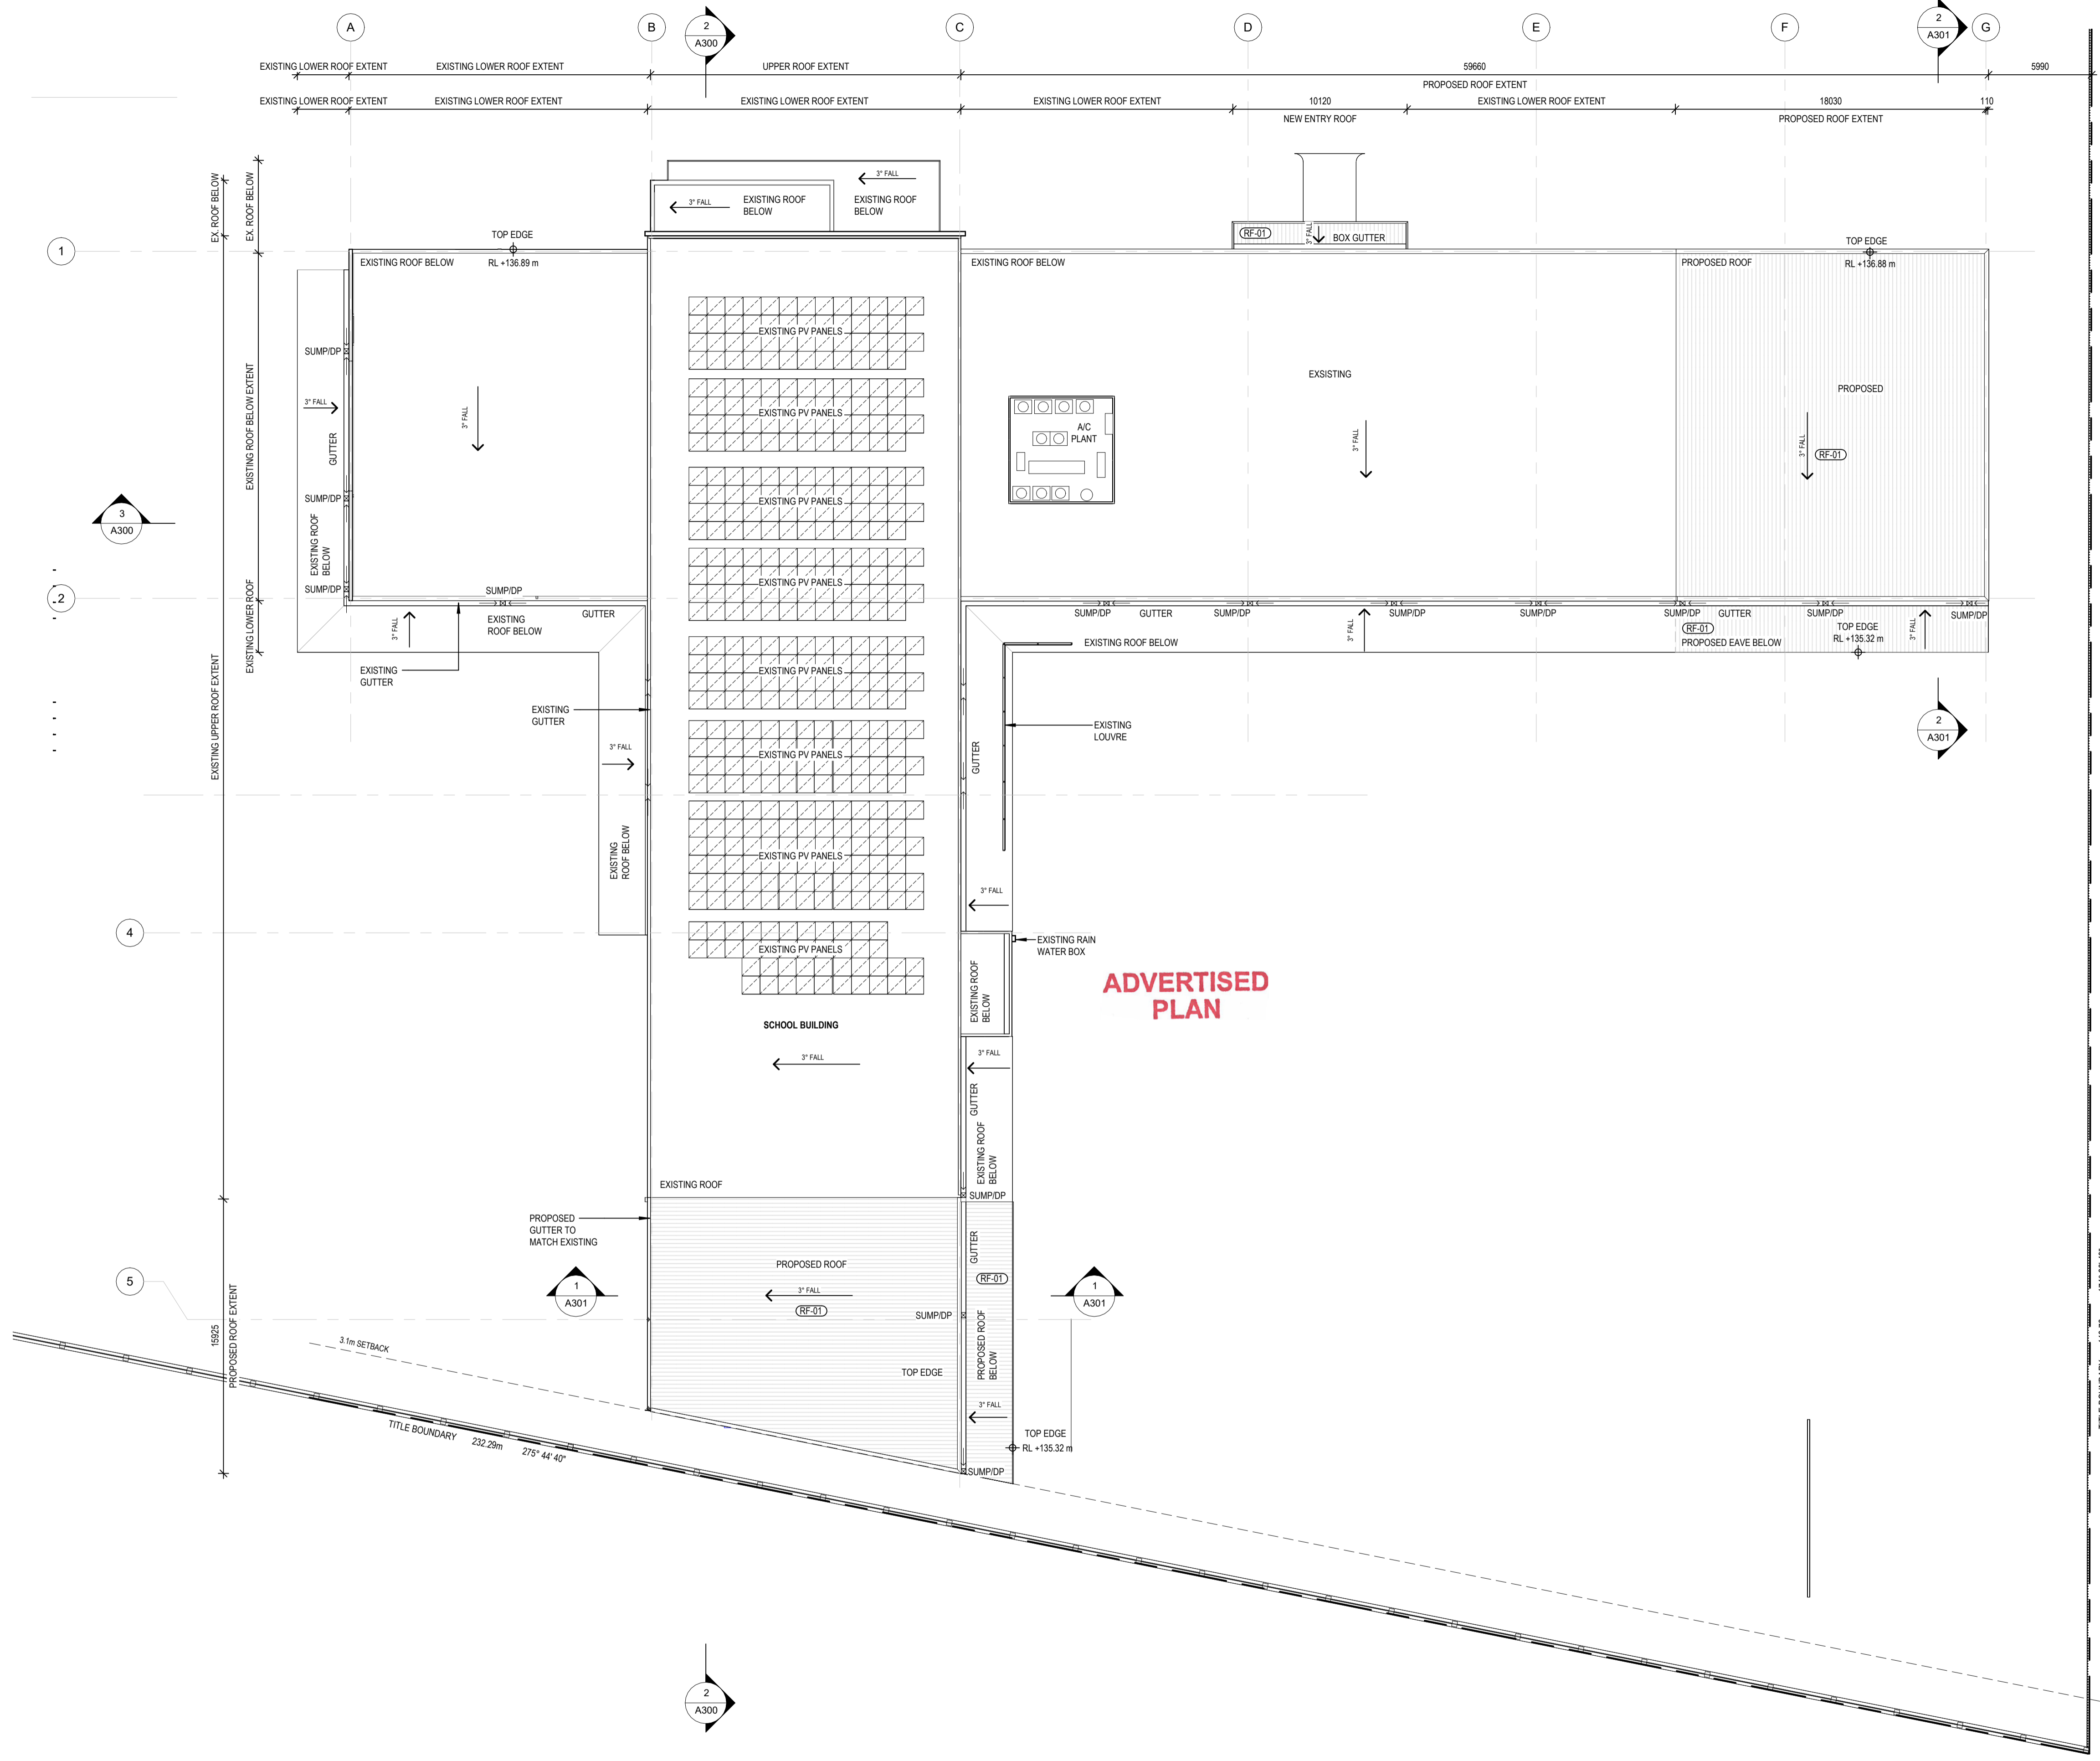 A
B
2
A300
C
D
E
F
2
A301
G
EXISTING LOWER ROOF EXTENT
EXISTING LOWER ROOF EXTENT
UPPER ROOF EXTENT
59660
5990
PROPOSED ROOF EXTENT
EXISTING LOWER ROOF EXTENT
EXISTING LOWER ROOF EXTENT
EXISTING LOWER ROOF EXTENT
EXISTING LOWER ROOF EXTENT
10120
EXISTING LOWER ROOF EXTENT
18030
110
NEW ENTRY ROOF
PROPOSED ROOF EXTENT
EX. ROOF BELOW
EX. ROOF BELOW
3° FALL
3° FALL
EXISTING ROOF
BELOW
EXISTING ROOF
BELOW
1
TOP EDGE
RL +136.89 m
EXISTING ROOF BELOW
EXISTING ROOF BELOW
RF-01
3° FALL
BOX GUTTER
PROPOSED ROOF
TOP EDGE
RL +136.88 m
EXISTING PV PANELS
SUMP/DP
EXSISTING
PROPOSED
3° FALL
GUTTER
EXISTING ROOF BELOW EXTENT
3° FALL
EXISTING PV PANELS
A/C
PLANT
3° FALL
3° FALL
RF-01
SUMP/DP
EXISTING PV PANELS
3
A300
EXISTING ROOF
BELOW
EXISTING PV PANELS
2
SUMP/DP
SUMP/DP
EXISTING
ROOF BELOW
GUTTER
3° FALL
EXISTING LOWER ROOF
SUMP/DP
GUTTER
SUMP/DP
SUMP/DP
SUMP/DP
SUMP/DP
GUTTER
SUMP/DP
SUMP/DP
3° FALL
RF-01
PROPOSED EAVE BELOW
TOP EDGE
RL +135.32 m
3° FALL
EXISTING ROOF BELOW
EXISTING
GUTTER
EXISTING PV PANELS
EXISTING UPPER ROOF EXTENT
EXISTING
GUTTER
EXISTING
LOUVRE
2
A301
3° FALL
EXISTING PV PANELS
GUTTER
EXISTING
ROOF BELOW
EXISTING PV PANELS
3° FALL
4
EXISTING PV PANELS
EXISTING RAIN
WATER BOX
EXISTING ROOF
BELOW
ADVERTISED
PLAN
SCHOOL BUILDING
3° FALL
3° FALL
GUTTER
EXISTING ROOF
BELOW
EXISTING ROOF
SUMP/DP
PROPOSED
GUTTER TO
MATCH EXISTING
GUTTER
PROPOSED ROOF
5
1
A301
3° FALL
RF-01
RF-01
1
A301
SUMP/DP
15925
PROPOSED ROOF EXTENT
3.1m SETBACK
PROPOSED ROOF
BELOW
TOP EDGE
3° FALL
TITLE BOUNDARY 232.29m 275° 44' 40"
TOP EDGE
RL +135.32 m
SUMP/DP
2
A300